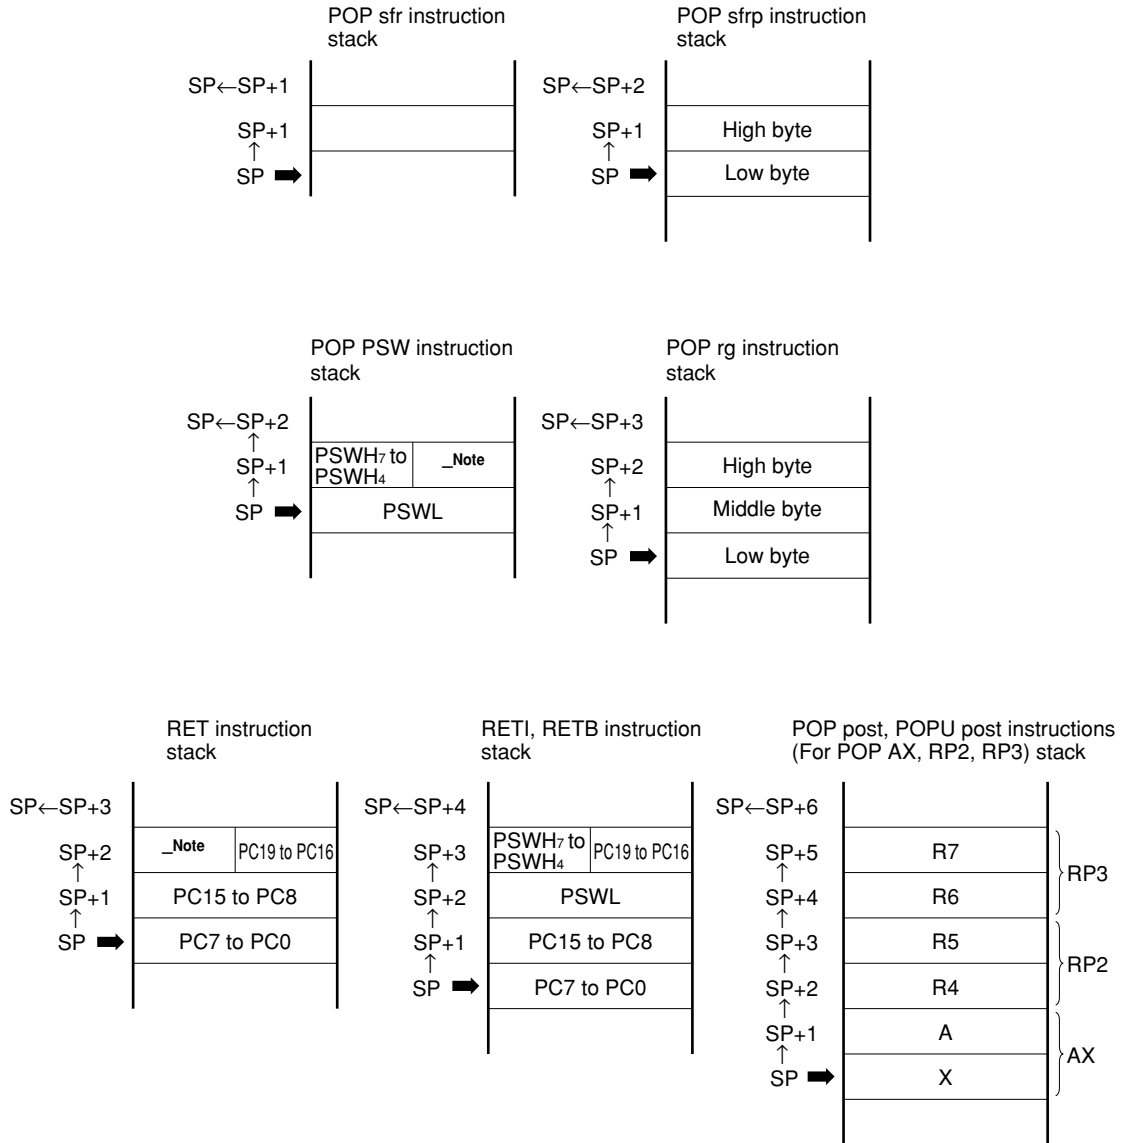 POP sfr instruction
stack
SP←SP+1
SP+1
↑
SP
POP sfrp instruction
stack
SP←SP+2
SP+1
↑
SP
High byte
Low byte
POP PSW instruction
stack
SP←SP+2
↑
SP+1
↑
SP
PSWH7 to
PSWH4
_Note
PSWL
POP rg instruction
stack
SP←SP+3
SP+2
↑
SP+1
↑
SP
High byte
Middle byte
Low byte
RET instruction
stack
SP←SP+3
SP+2
↑
SP+1
↑
SP
_Note
PC19 to PC16
PC15 to PC8
PC7 to PC0
RETI, RETB instruction
stack
SP←SP+4
SP+3
↑
SP+2
↑
SP+1
↑
SP
PSWH7 to
PSWH4
PC19 to PC16
PSWL
PC15 to PC8
PC7 to PC0
POP post, POPU post instructions
(For POP AX, RP2, RP3) stack
SP←SP+6
SP+5
↑
SP+4
↑
SP+3
↑
SP+2
↑
SP+1
↑
SP
R7
R6
R5
R4
A
X
RP3
RP2
AX